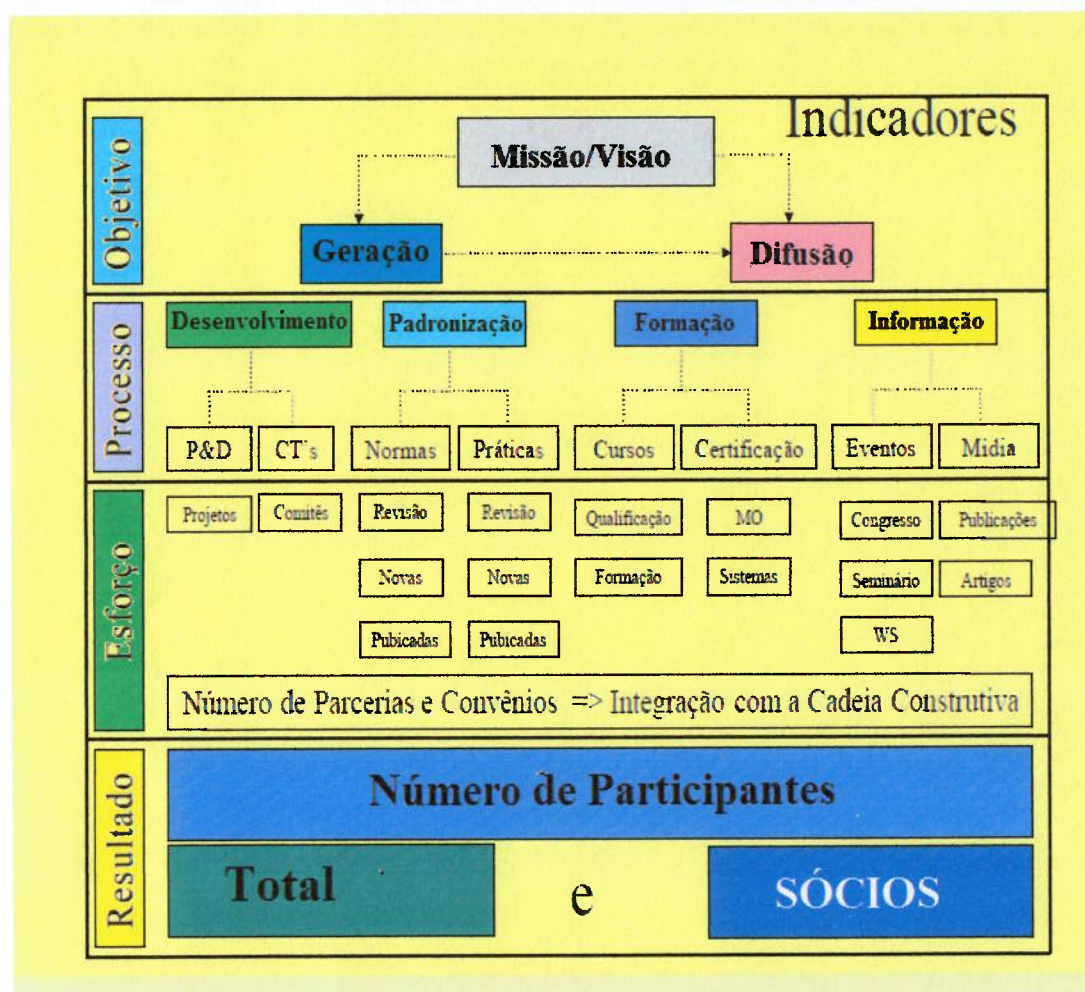 Indicadores
Objetivo
Missão/Visão
Geração
Difusão
Processo
Desenvolvimento
Padronização
Formação
Informação
P&D
CT's
Normas
Práticas
Cursos
Certificação
Eventos
Midia
Esforço
Projetos
Comitês
Revisão
Revisão
Qualificação
MO
Congresso
Publicações
Novas
Novas
Formação
Sistemas
Seminário
Artigos
Pubicadas
Pubicadas
WS
Número de Parcerias e Convênios => Integração com a Cadeia Construtiva
Resultado
Número de Participantes
Total
e
SÓCIOS